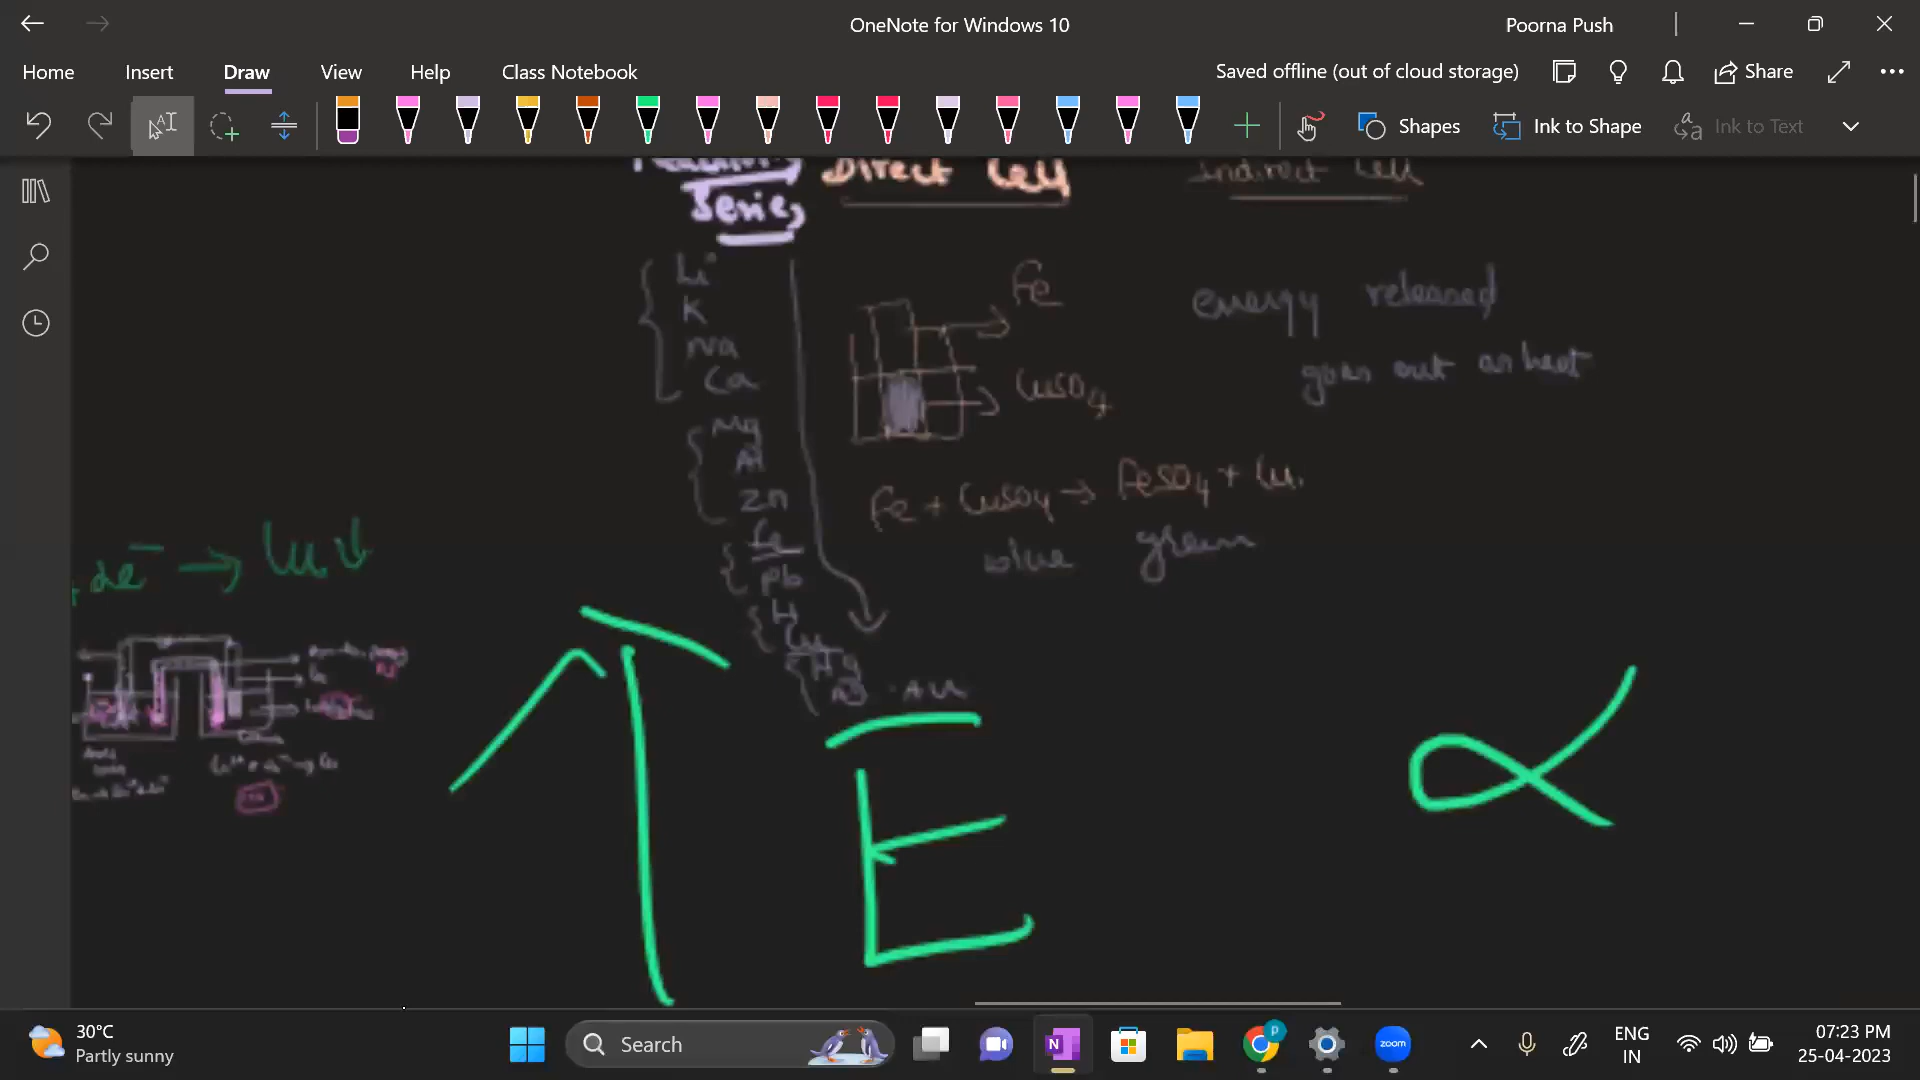 OneNote for Windows 10
Poorna Push
Home Insert Draw View Help Class Notebook
Saved offline (out of cloud storage)
Share
Shapes
Ink to Shape
Ink to Text
Series
Direct Cell
Indirect Cell
Li
K
Na
Ca
Mg
Al
Zn
Fe
Pb
H
Cu
Hg
Ag Au
Fe
CuSO4
Fe + CuSO4 → FeSO4 + Cu.
blue green
energy released
goes out as heat
2e⁻ → Cu↓
E
∝
30°C
Partly sunny
Search
zoom
ENG
IN
07:23 PM
25-04-2023